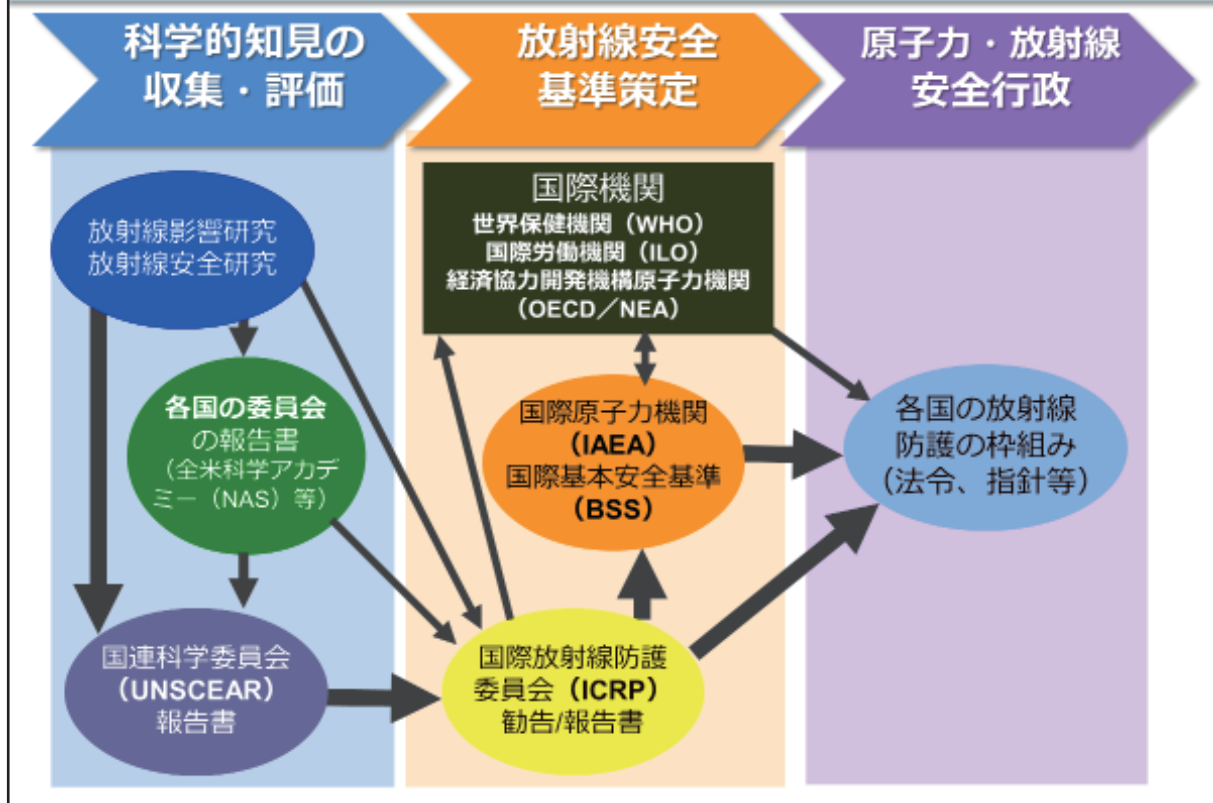 科学的知見の
収集・評価
放射線安全
基準策定
原子力・放射線
安全行政
放射線影響研究
放射線安全研究
各国の委員会
の報告書
（全米科学アカデ
ミー（NAS）等）
国連科学委員会
（UNSCEAR）
報告書
国際機関
世界保健機関（WHO）
国際労働機関（ILO）
経済協力開発機構原子力機関
（OECD／NEA）
国際原子力機関
（IAEA）
国際基本安全基準
（BSS）
国際放射線防護
委員会（ICRP）
勧告/報告書
各国の放射線
防護の枠組み
（法令、指針等）